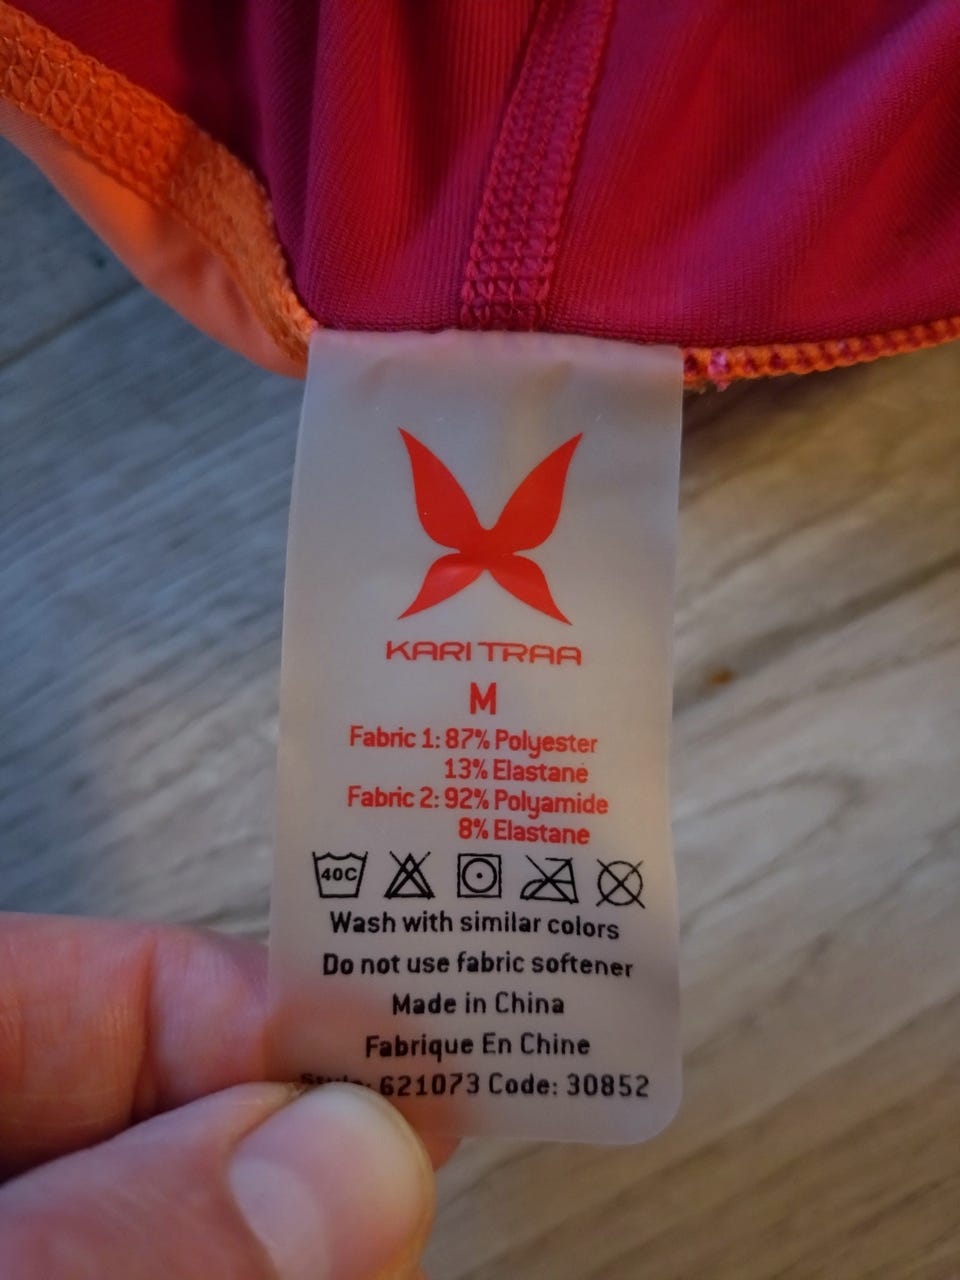 KARI TRAA
M
Fabric 1: 87% Polyester
13% Elastane
Fabric 2: 92% Polyamide
8% Elastane
40C
Wash with similar colors
Do not use fabric softener
Made in China
Fabrique En Chine
621073 Code: 30852